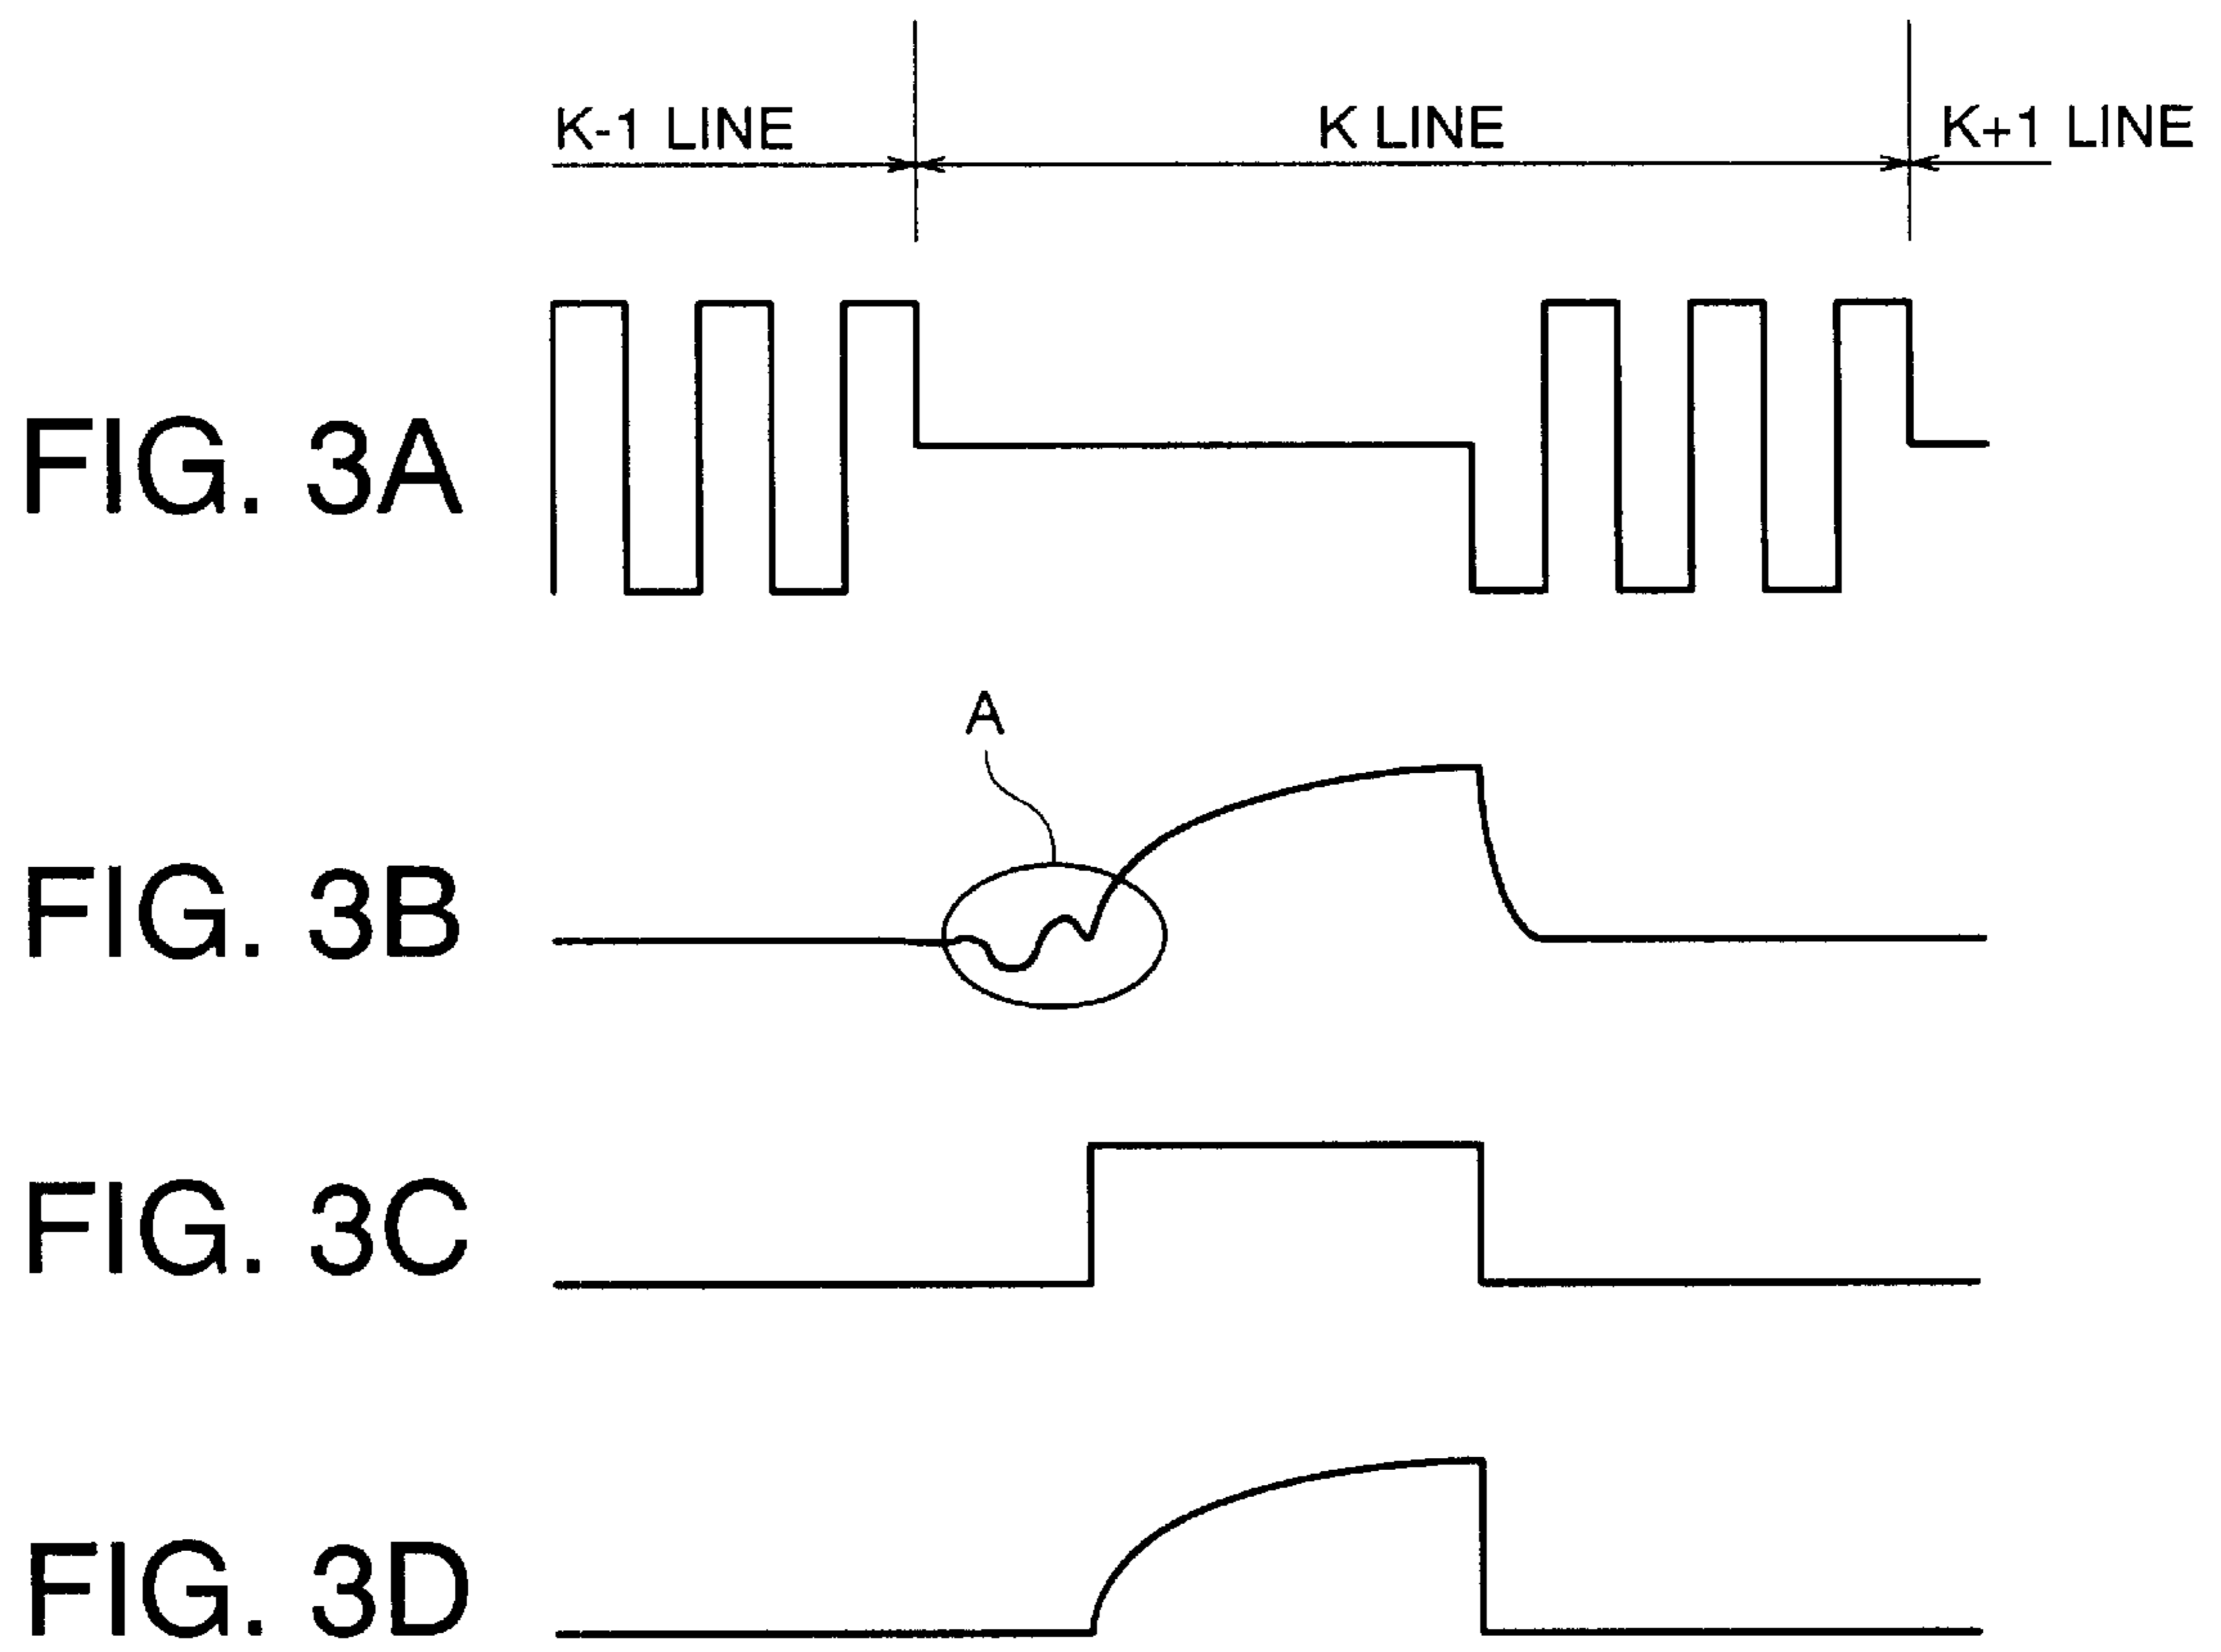 K-1 LINE K LINE K+1 LINE
FIG. 3A
A
FIG. 3B
FIG. 3C
FIG. 3D